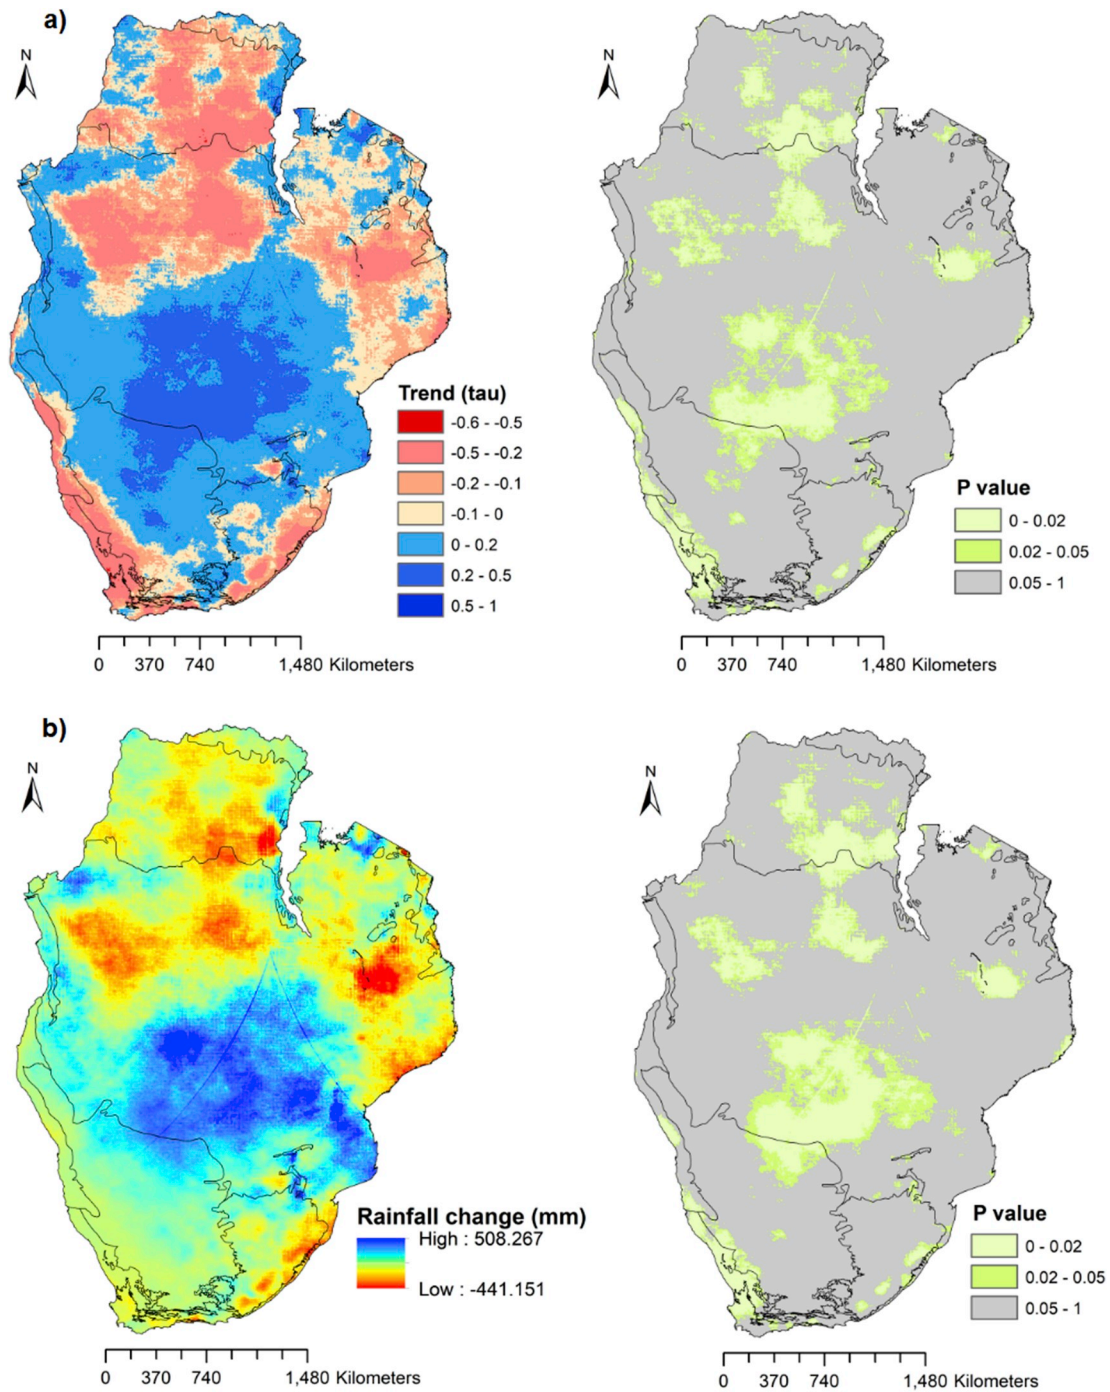 a)
N
Trend (tau)
-0.6 - -0.5
-0.5 - -0.2
-0.2 - -0.1
-0.1 - 0
0 - 0.2
0.2 - 0.5
0.5 - 1
0 370 740 1,480 Kilometers
N
P value
0 - 0.02
0.02 - 0.05
0.05 - 1
0 370 740 1,480 Kilometers
b)
N
Rainfall change (mm)
High : 508.267
Low : -441.151
0 370 740 1,480 Kilometers
N
P value
0 - 0.02
0.02 - 0.05
0.05 - 1
0 370 740 1,480 Kilometers